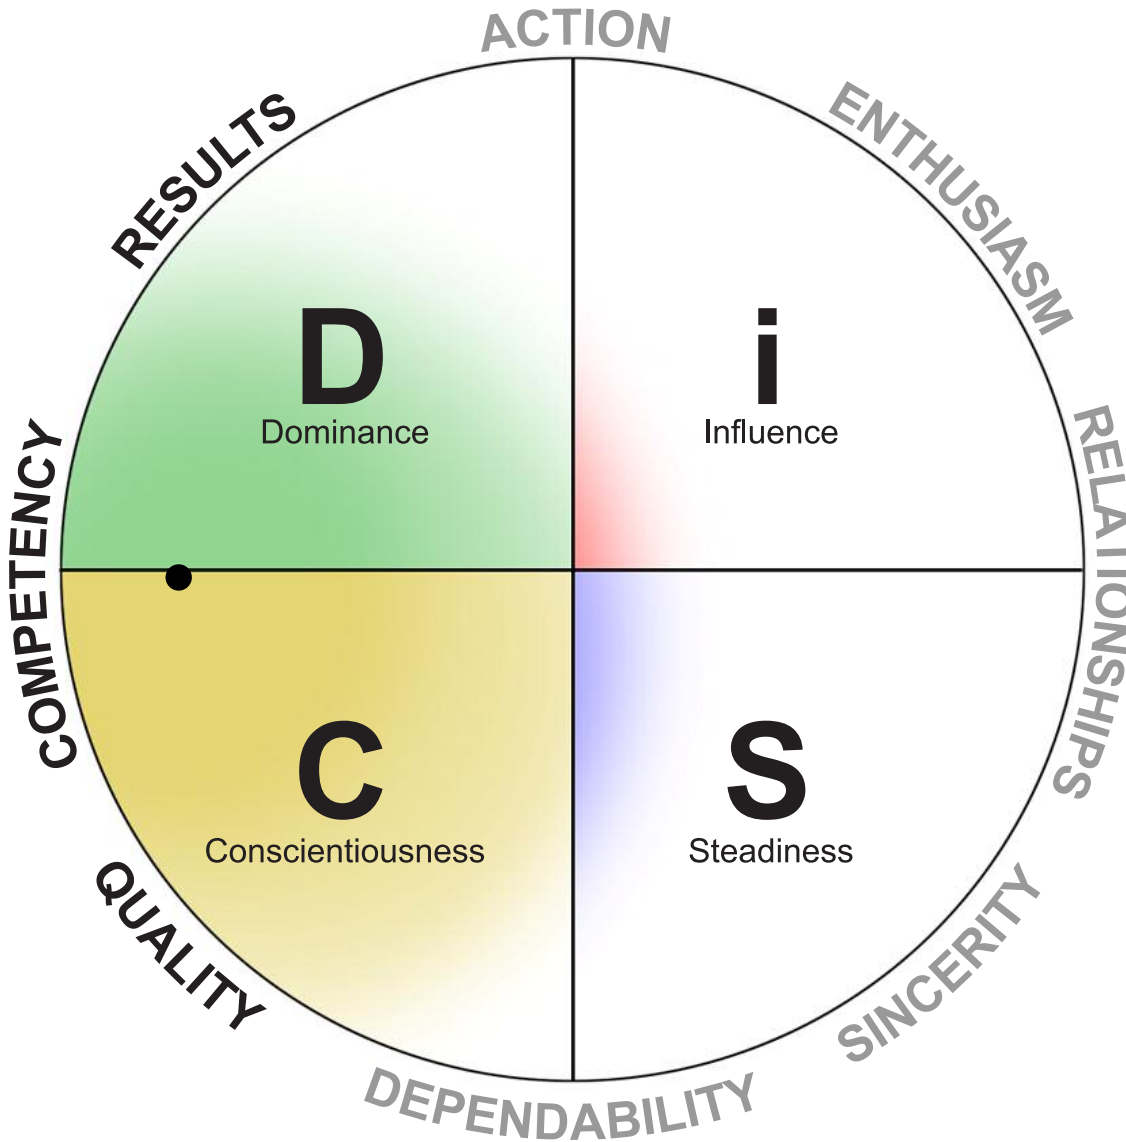 ACTION
RESULTS
ENTHUSIASM
D
Dominance
i
Influence
COMPETENCY
RELATIONSHIPS
C
Conscientiousness
S
Steadiness
QUALITY
SINCERITY
DEPENDABILITY